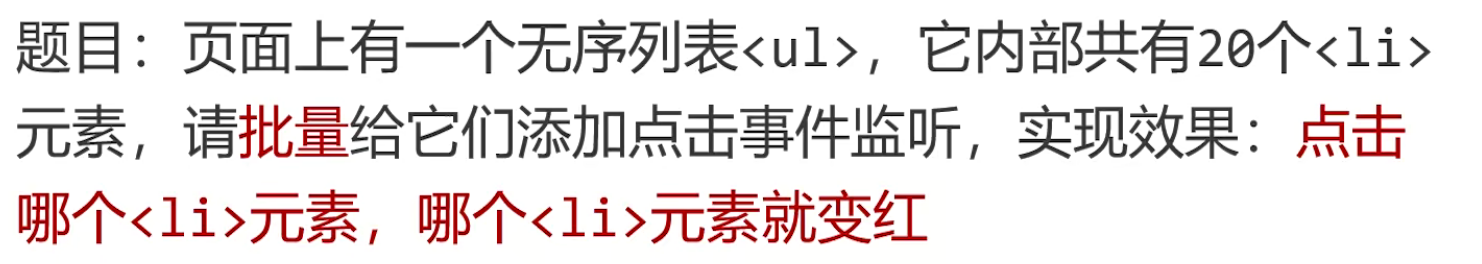 题目：页面上有一个无序列表<ul>，它内部共有20个<li>
元素，请批量给它们添加点击事件监听，实现效果：点击
哪个<li>元素，哪个<li>元素就变红